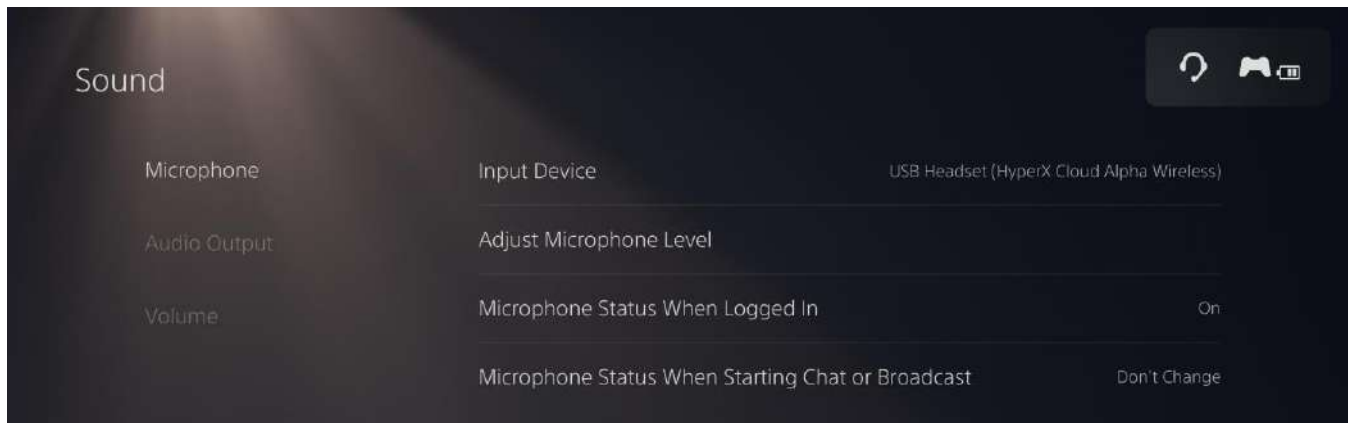 Sound
Microphone
Audio Output
Volume
Input Device USB Headset (HyperX Cloud Alpha Wireless)
Adjust Microphone Level
Microphone Status When Logged In On
Microphone Status When Starting Chat or Broadcast Don't Change